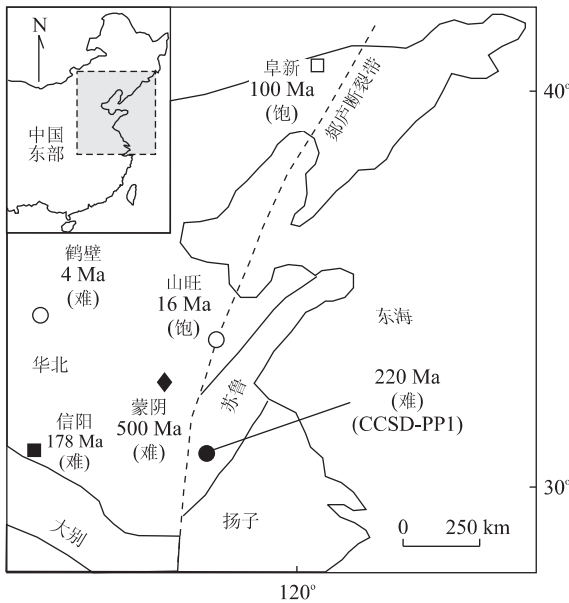 N
中国
东部
阜新
100 Ma
(饱)
郯庐断裂带
40°
鹤壁
4 Ma
(难)
山旺
16 Ma
(饱)
东海
华北
220 Ma
(难)
(CCSD-PP1)
苏鲁
蒙阴
500 Ma
(难)
信阳
178 Ma
(难)
30°
大别
扬子
0 250 km
120°